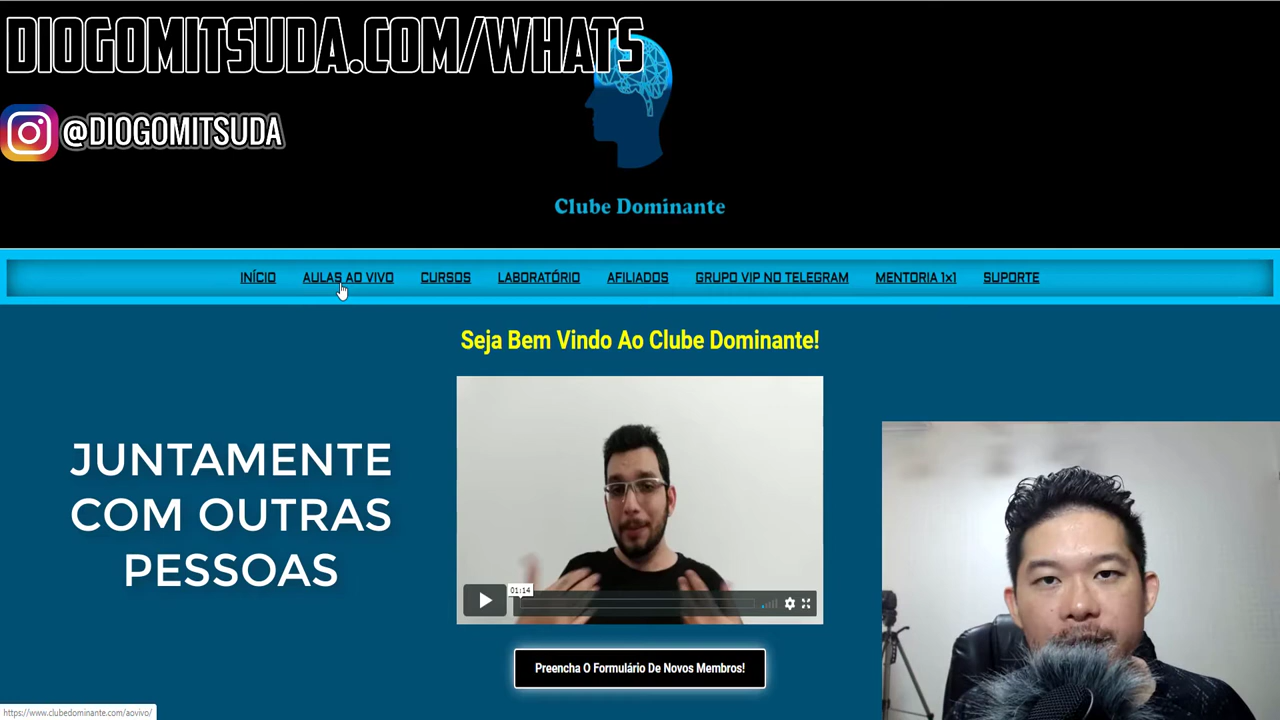 DIOGOMITSUDA.COM/WHATS
@DIOGOMITSUDA
Clube Dominante
INÍCIO AULAS AO VIVO CURSOS LABORATÓRIO AFILIADOS GRUPO VIP NO TELEGRAM MENTORIA 1x1 SUPORTE
Seja Bem Vindo Ao Clube Dominante!
JUNTAMENTE
COM OUTRAS
PESSOAS
01:14
Preencha O Formulário De Novos Membros!
https://www.clubedominante.com/aovivo/